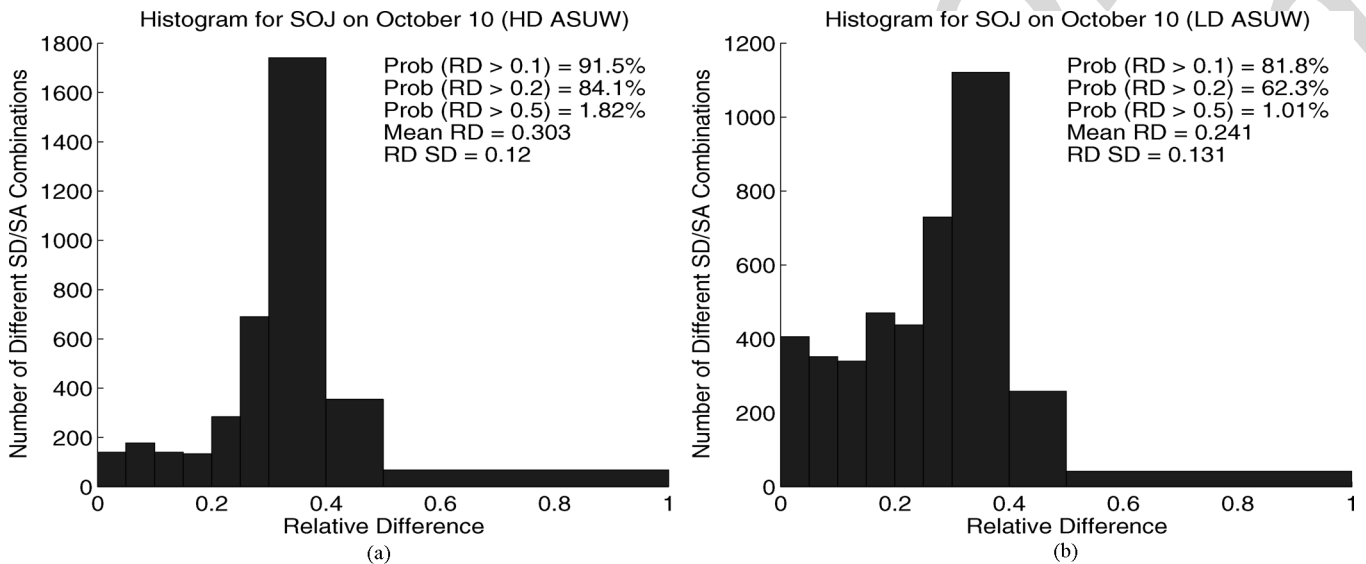 Histogram for SOJ on October 10 (HD ASUW)
Number of Different SD/SA Combinations
1800
1600
1400
1200
1000
800
600
400
200
0
Prob (RD > 0.1) = 91.5%
Prob (RD > 0.2) = 84.1%
Prob (RD > 0.5) = 1.82%
Mean RD = 0.303
RD SD = 0.12
0 0.2 0.4 0.6 0.8 1
Relative Difference
(a)
Histogram for SOJ on October 10 (LD ASUW)
Number of Different SD/SA Combinations
1200
1000
800
600
400
200
0
Prob (RD > 0.1) = 81.8%
Prob (RD > 0.2) = 62.3%
Prob (RD > 0.5) = 1.01%
Mean RD = 0.241
RD SD = 0.131
0 0.2 0.4 0.6 0.8 1
Relative Difference
(b)